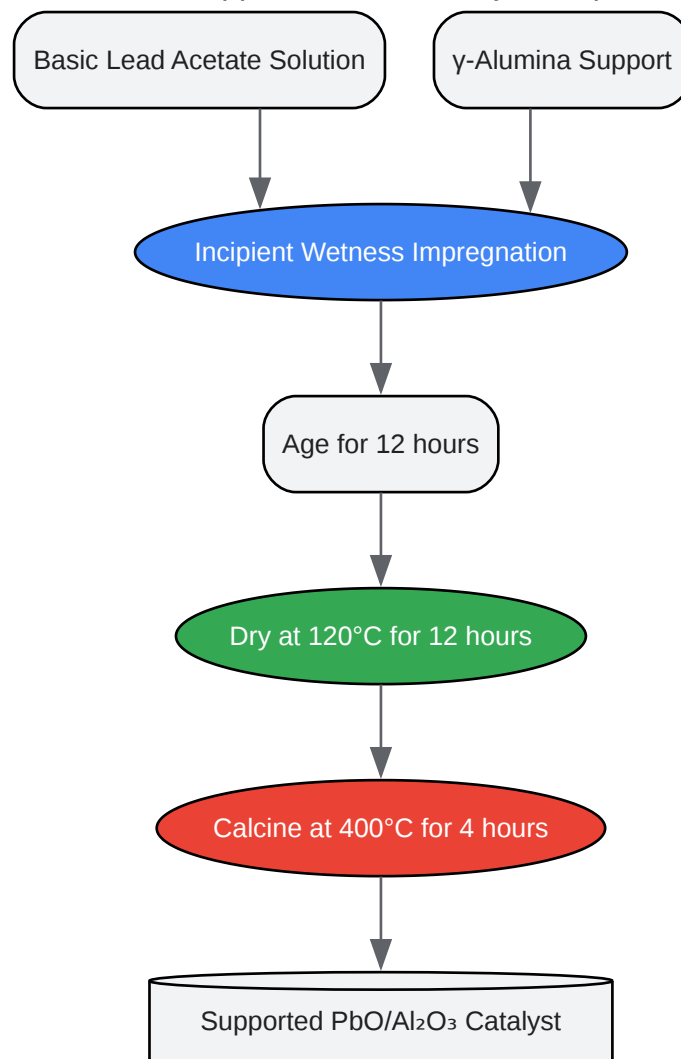 Basic Lead Acetate Solution
γ-Alumina Support
Incipient Wetness Impregnation
Age for 12 hours
Dry at 120°C for 12 hours
Calcine at 400°C for 4 hours
Supported PbO/Al₂O₃ Catalyst